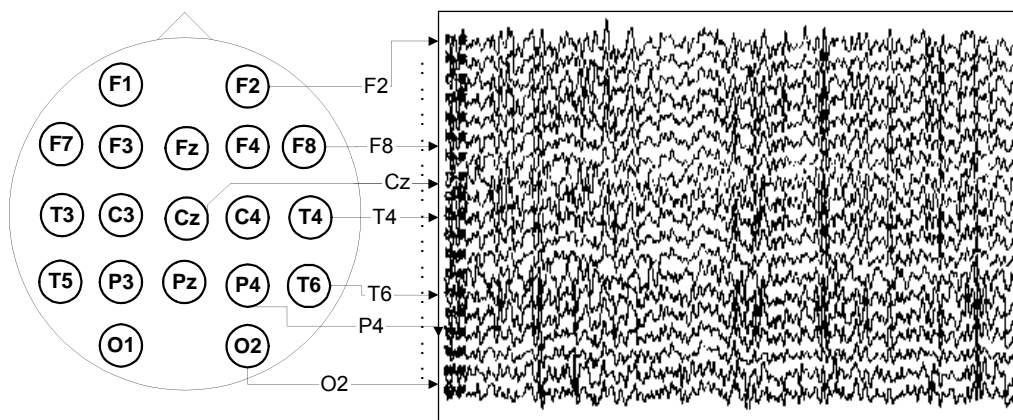 F1 F2 F2
F7 F3 Fz F4 F8 F8
Cz
T3 C3 Cz C4 T4 T4
T5 P3 Pz P4 T6 T6
P4
O1 O2
O2